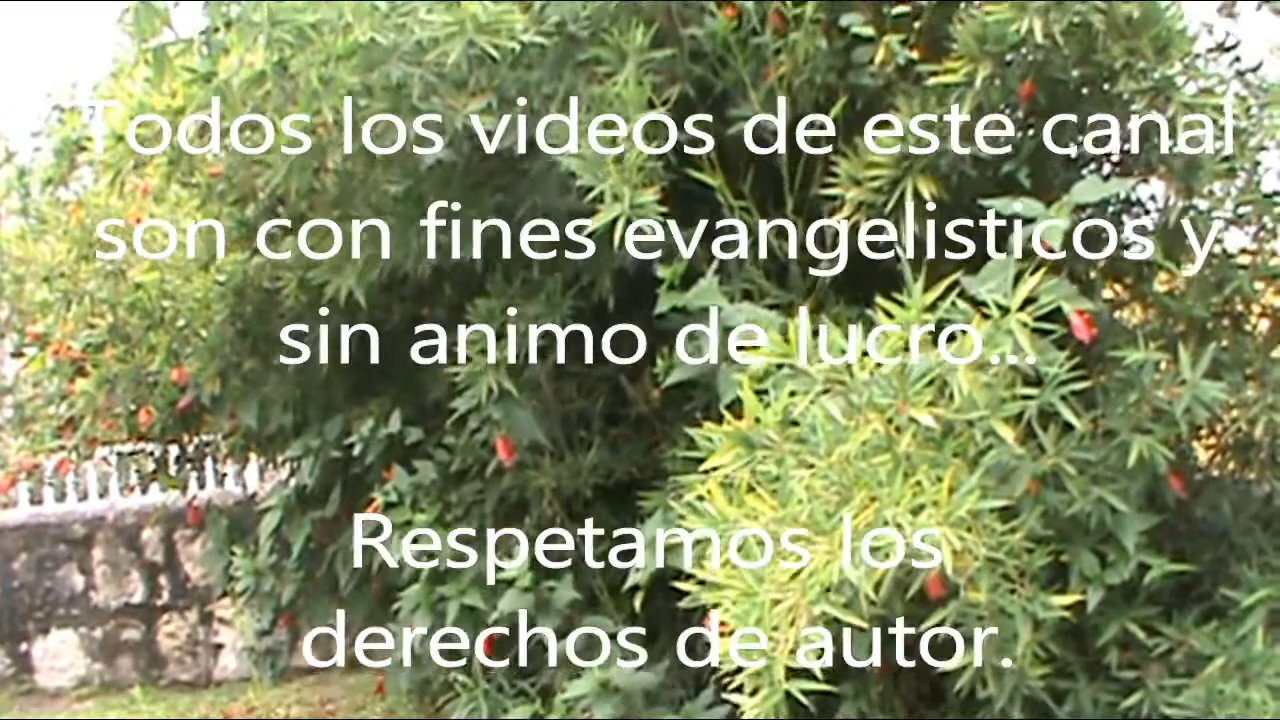 Todos los videos de este canal
son con fines evangelisticos y
sin animo de lucro...
Respetamos los
derechos de autor.